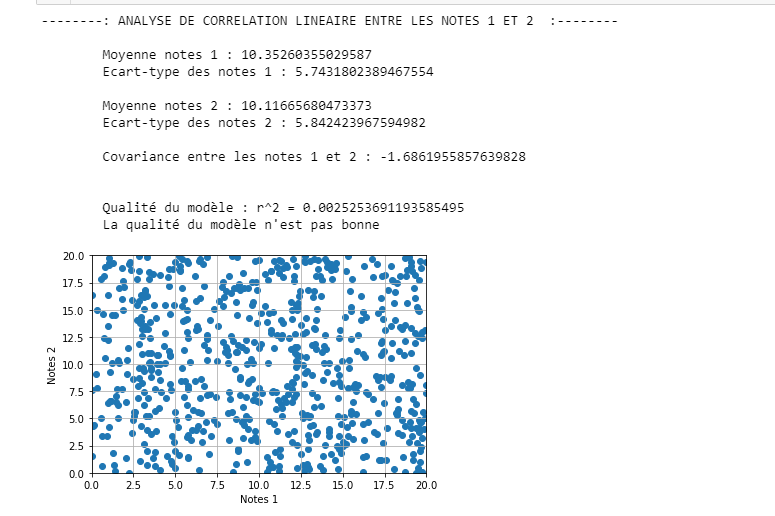 --------: ANALYSE DE CORRELATION LINEAIRE ENTRE LES NOTES 1 ET 2  :--------
Moyenne notes 1 : 10.35260355029587
Ecart-type des notes 1 : 5.7431802389467554
Moyenne notes 2 : 10.11665680473373
Ecart-type des notes 2 : 5.842423967594982
Covariance entre les notes 1 et 2 : -1.6861955857639828
Qualité du modèle : r^2 = 0.0025253691193585495
La qualité du modèle n'est pas bonne
20.0
17.5
15.0
12.5
10.0
7.5
5.0
2.5
0.0
Notes 2
0.0 2.5 5.0 7.5 10.0 12.5 15.0 17.5 20.0
Notes 1